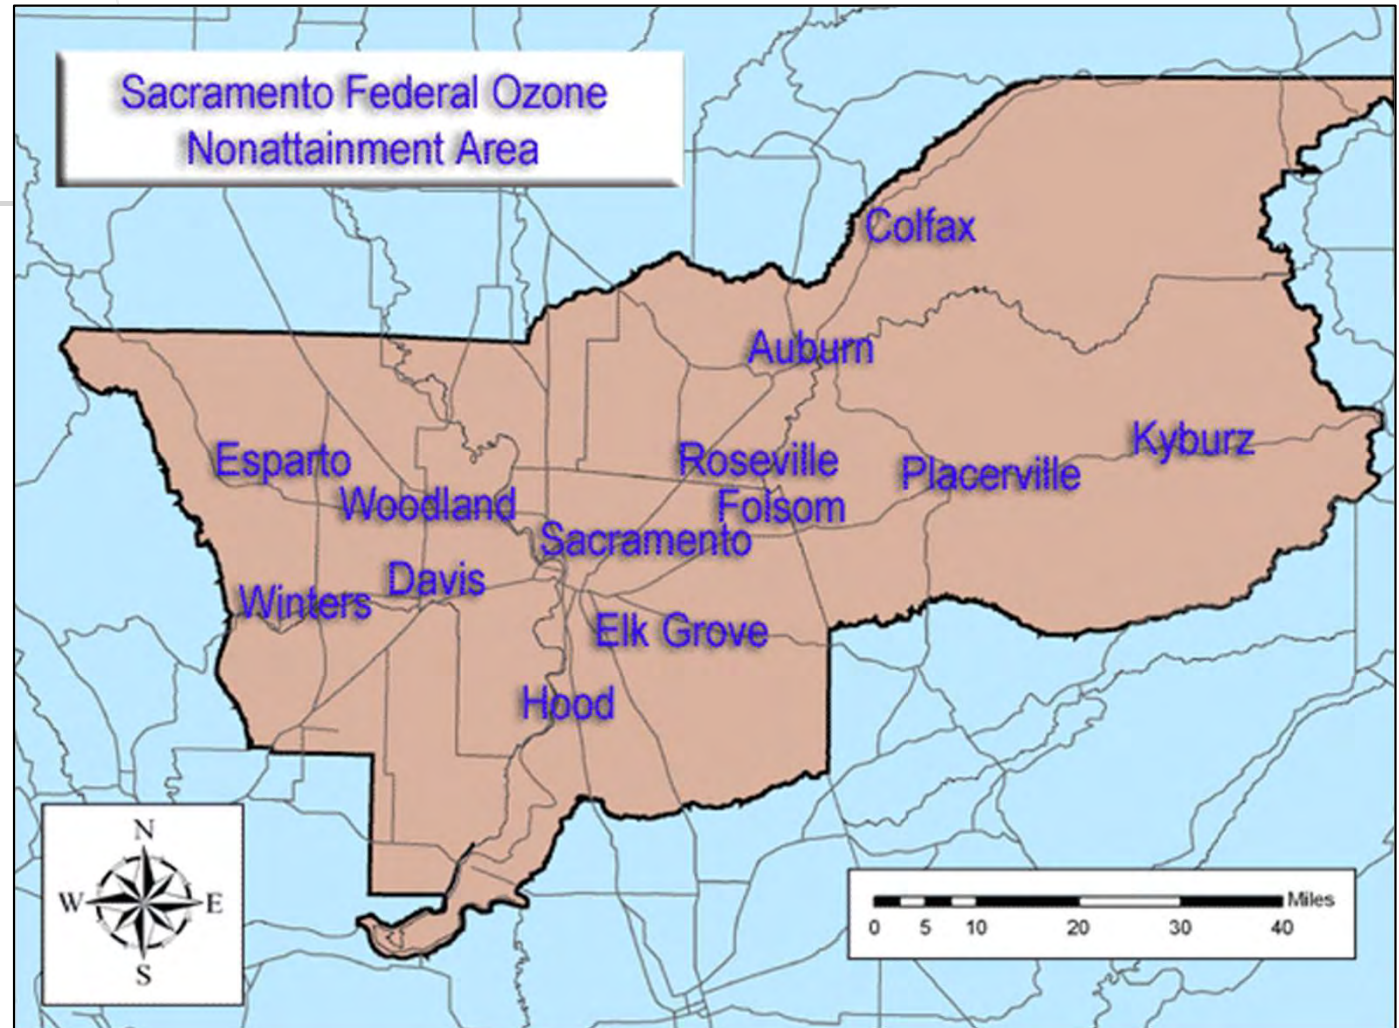 Sacramento Federal Ozone
Nonattainment Area
Colfax
Auburn
Kyburz
Esparto
Roseville
Placerville
Woodland
Folsom
Sacramento
Davis
Winters
Elk Grove
Hood
N
W E
S
Miles
0 5 10 20 30 40